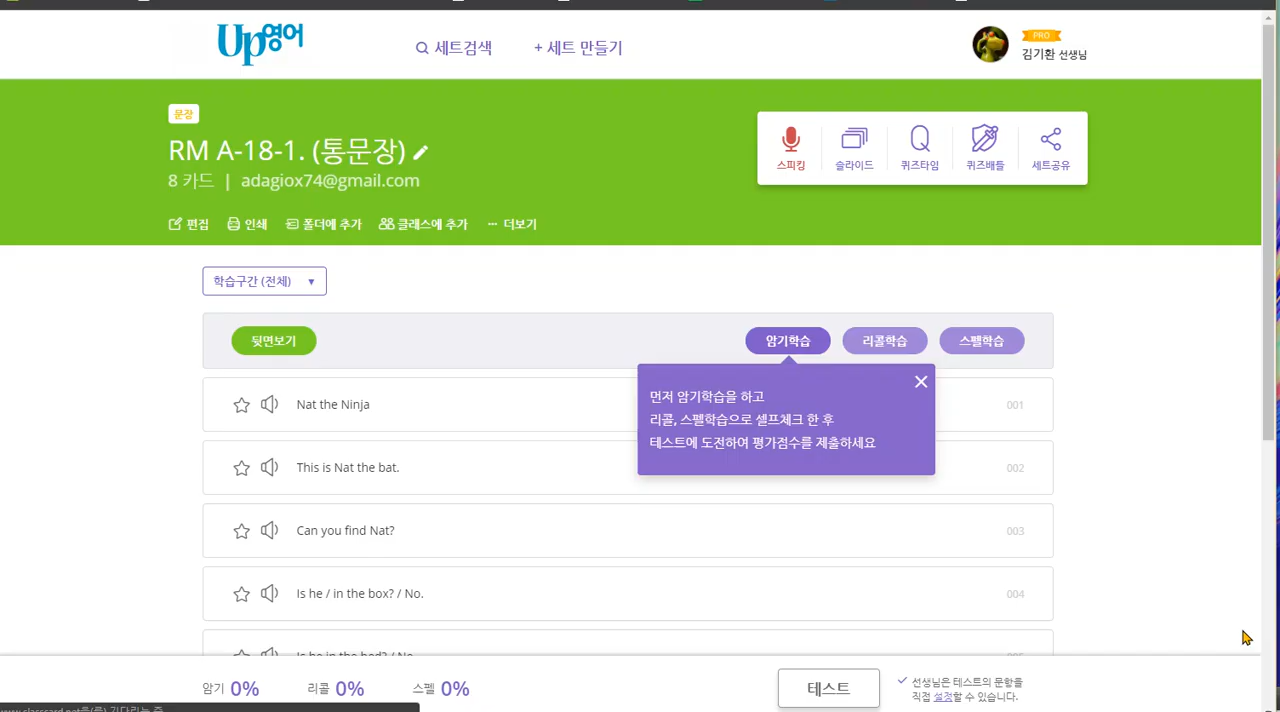 Up영어
세트검색
+ 세트 만들기
PRO
김기환 선생님
문장
RM A-18-1. (통문장)
8 카드 | adagiox74@gmail.com
스피킹
슬라이드
퀴즈타임
퀴즈배틀
세트공유
편집
인쇄
폴더에 추가
클래스에 추가
더보기
학습구간 (전체)
뒷면보기
암기학습
리콜학습
스펠학습
먼저 암기학습을 하고
리콜, 스펠학습으로 셀프체크 한 후
테스트에 도전하여 평가점수를 제출하세요
Nat the Ninja
001
This is Nat the bat.
002
Can you find Nat?
003
Is he / in the box? / No.
004
암기 0%
리콜 0%
스펠 0%
테스트
선생님은 테스트의 문항을
직접 설정할 수 있습니다.